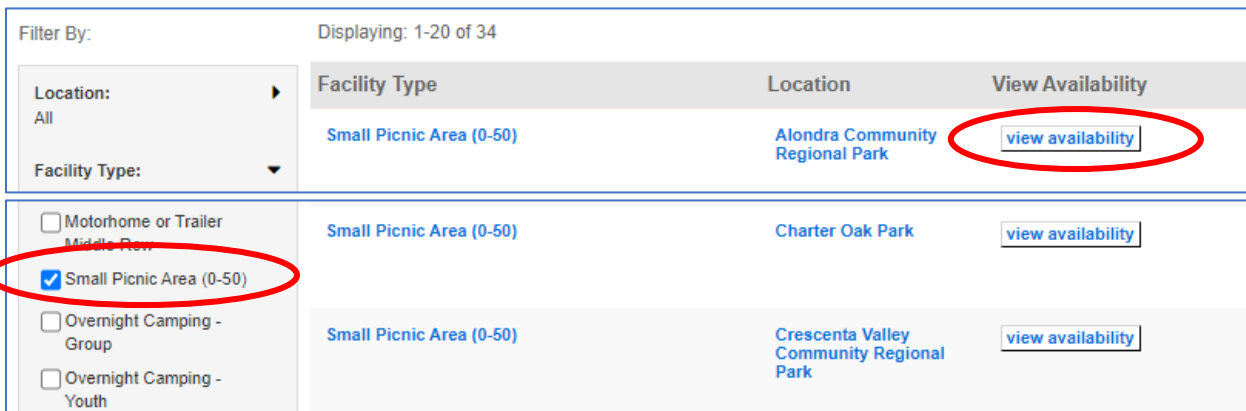 Filter By:
Displaying: 1-20 of 34
Location:
All
Facility Type:
Facility Type Location View Availability
Small Picnic Area (0-50) Alondra Community view availability
Regional Park
Motorhome or Trailer
Middle Row
Small Picnic Area (0-50)
Overnight Camping -
Group
Overnight Camping -
Youth
Small Picnic Area (0-50) Charter Oak Park view availability
Small Picnic Area (0-50) Crescenta Valley view availability
Community Regional
Park